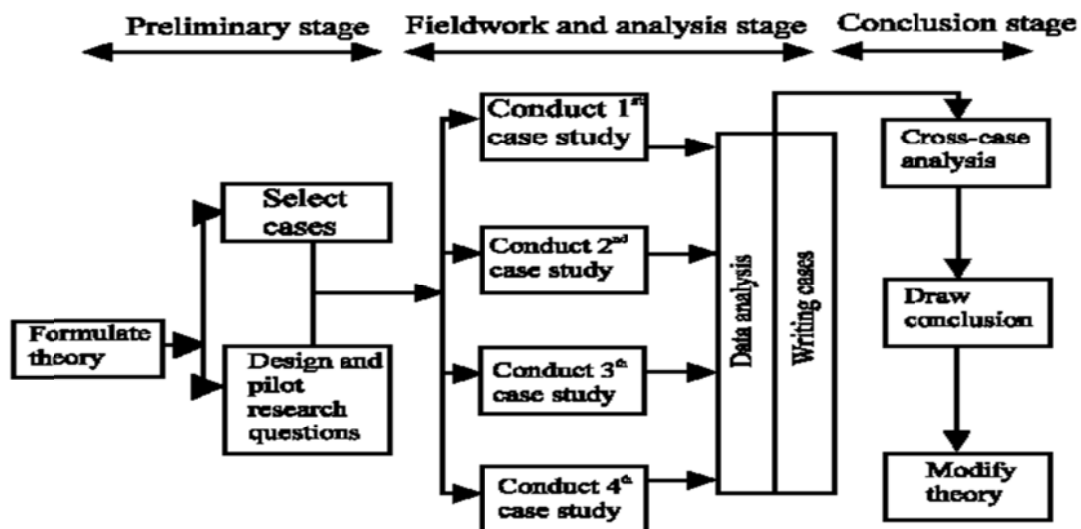 Preliminary stage
Fieldwork and analysis stage
Conclusion stage
Formulate
theory
Select
cases
Design and
pilot
research
questions
Conduct 1st
case study
Conduct 2nd
case study
Conduct 3th
case study
Conduct 4th
case study
Data analysis
Writing cases
Cross-case
analysis
Draw
conclusion
Modify
theory